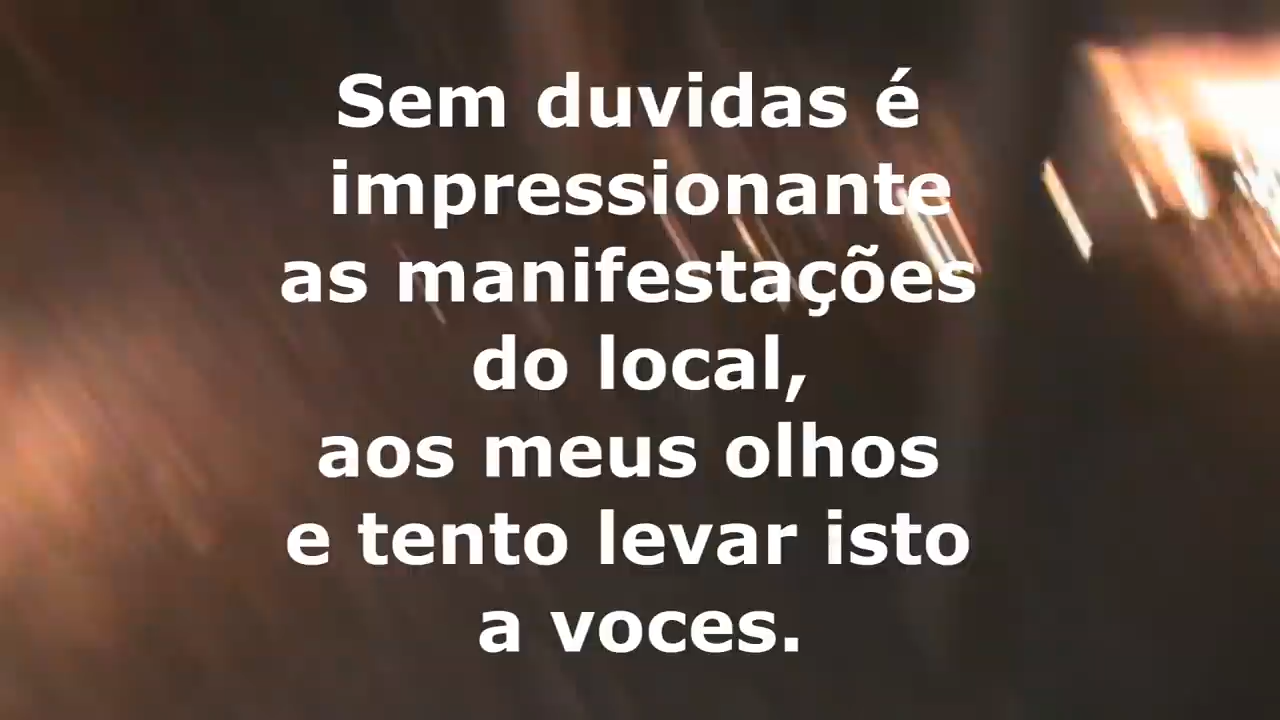 Sem duvidas é
impressionante
as manifestações
do local,
aos meus olhos
e tento levar isto
a voces.